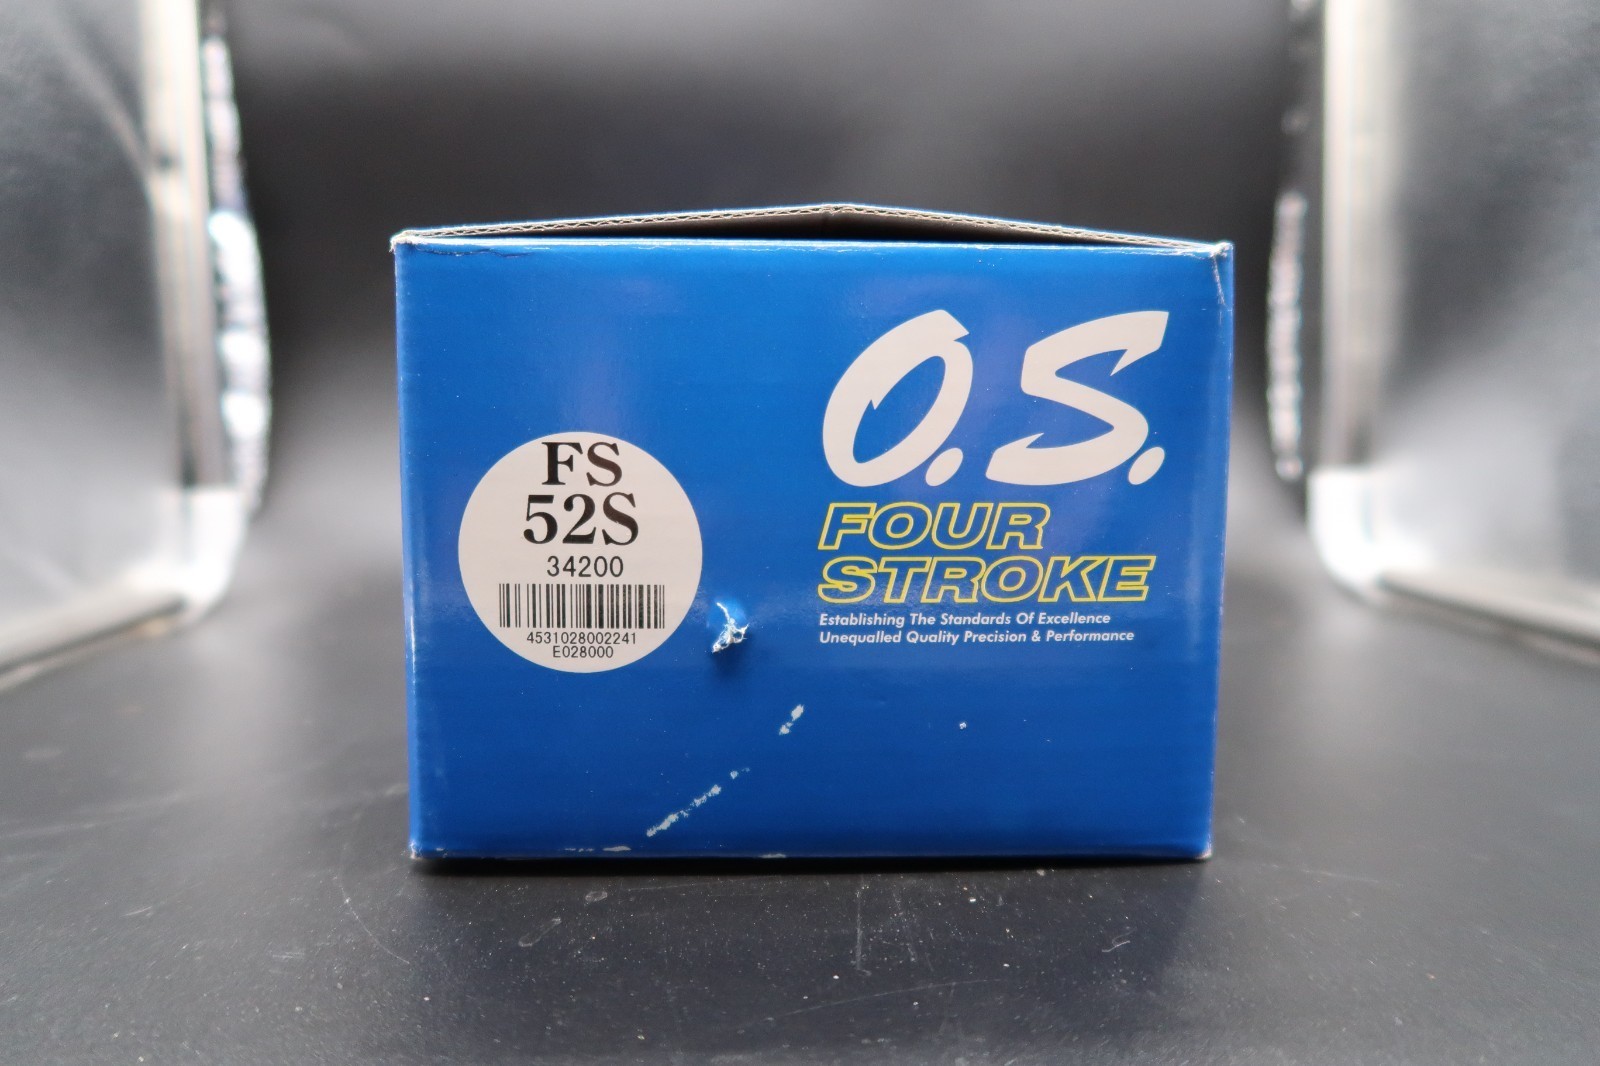 FS
52S
34200
4531028002241
E028000
O.S.
FOUR
STROKE
Establishing The Standards Of Excellence
Unequalled Quality Precision & Performance